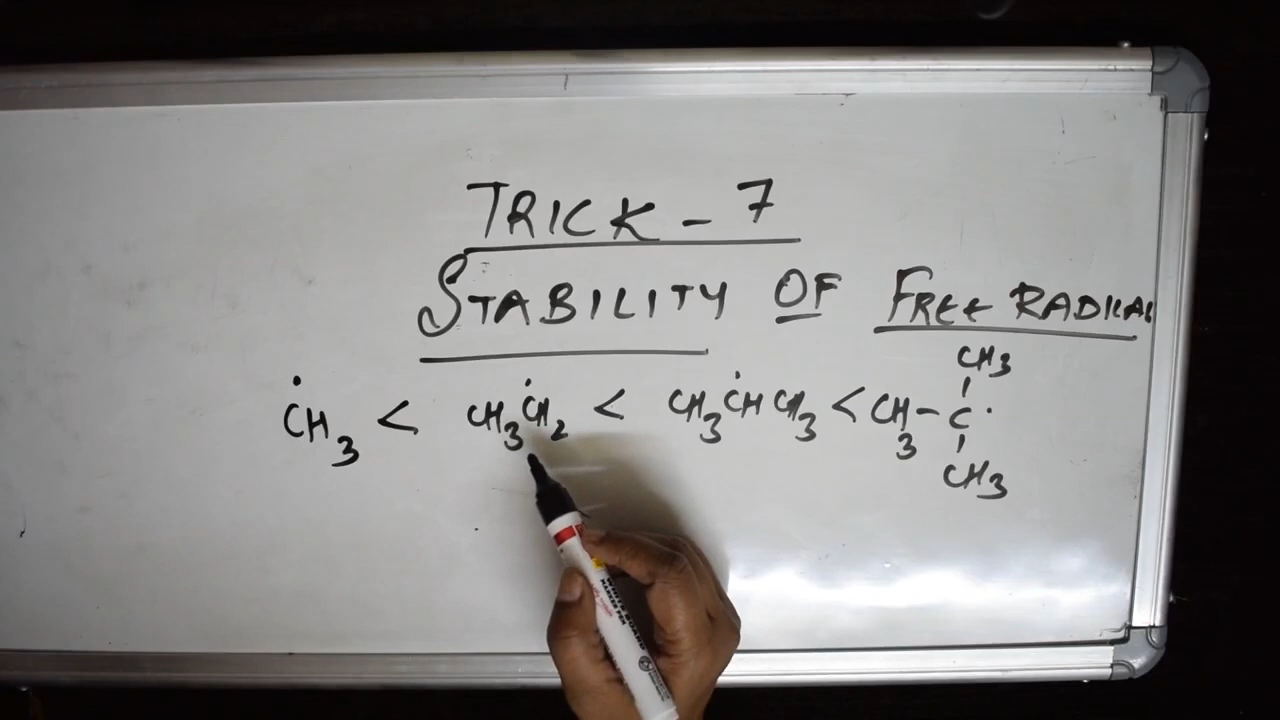 TRICK - 7
STABILITY OF FREE RADICAL
ĊH₃ < CH₃ĊH₂ < CH₃ĊHCH₃ < CH₃-C·
CH₃
CH₃